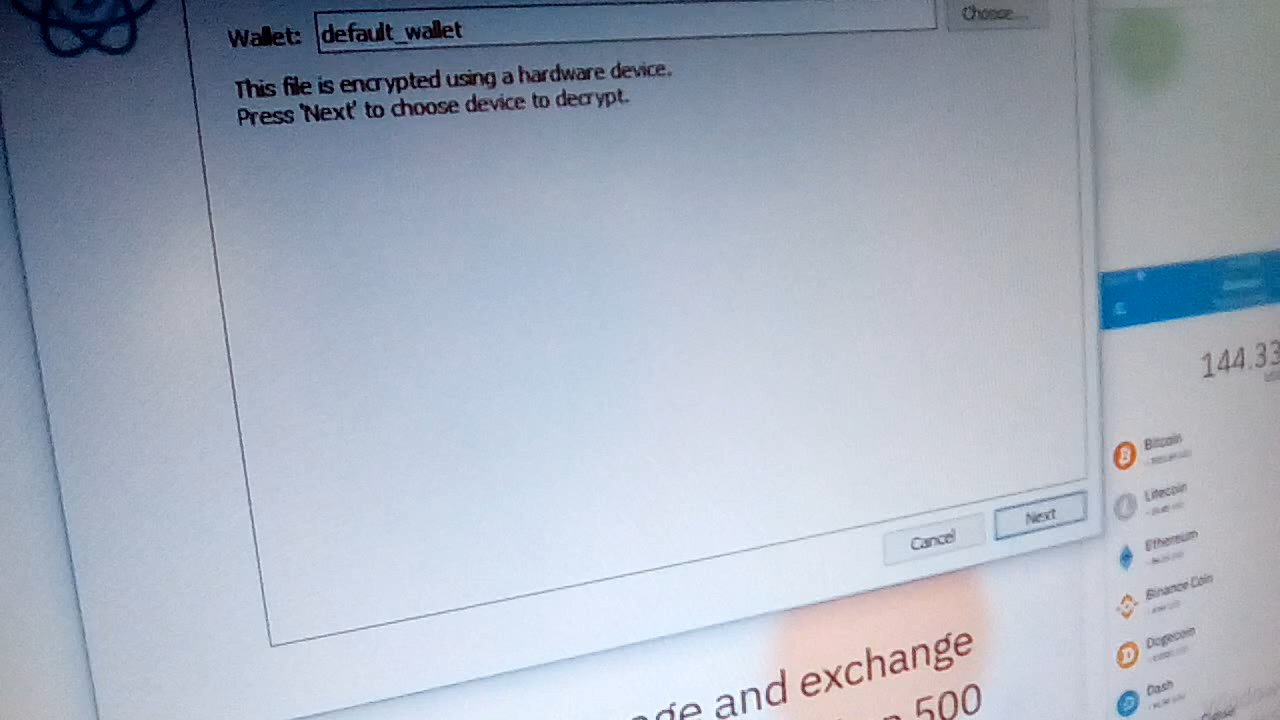 Wallet: default_wallet Choose...
This file is encrypted using a hardware device.
Press 'Next' to choose device to decrypt.
Cancel Next
144.33
Bitcoin
Litecoin
Ethereum
Binance Coin
Dogecoin
Dash
and exchange
500